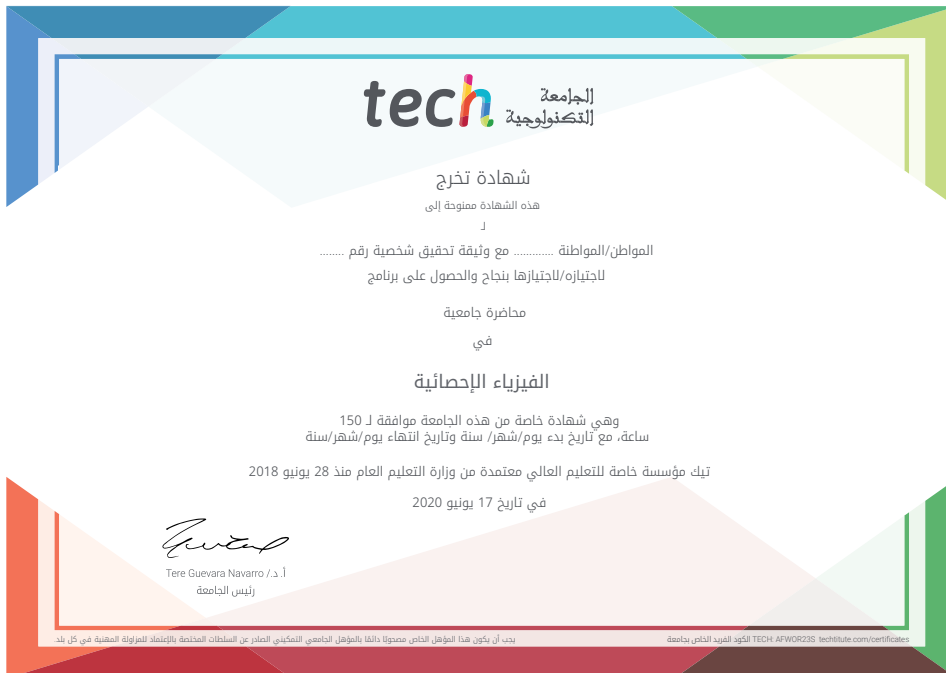 tech الجامعة
التكنولوجية
شهادة تخرج
هذه الشهادة ممنوحة إلى
لـ
المواطن/المواطنة ............ مع وثيقة تحقيق شخصية رقم ........
لاجتيازه/لاجتيازها بنجاح والحصول على برنامج
محاضرة جامعية
في
الفيزياء الإحصائية
وهي شهادة خاصة من هذه الجامعة موافقة لـ 150
ساعة، مع تاريخ بدء يوم/شهر/ سنة وتاريخ انتهاء يوم/شهر/سنة
تيك مؤسسة خاصة للتعليم العالي معتمدة من وزارة التعليم العام منذ 28 يونيو 2018
في تاريخ 17 يونيو 2020
أ. د./ Tere Guevara Navarro
رئيس الجامعة
يجب أن يكون هذا المؤهل الخاص مصحوبًا دائمًا بالمؤهل الجامعي التمكيني الصادر عن السلطات المختصة بالإعتماد للمزاولة المهنية في كل بلد.
الكود الفريد الخاص بجامعة TECH: AFWOR23S techtitute.com/certificates